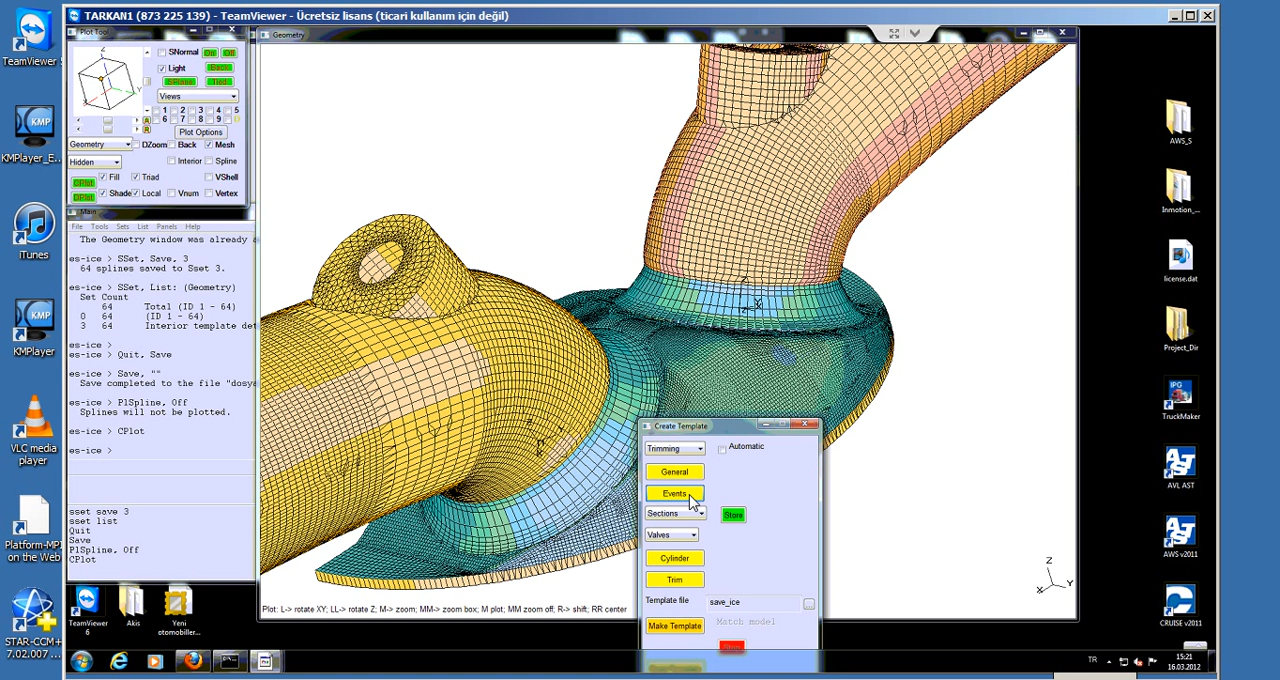 TARKAN1 (873 225 139) - TeamViewer - Ücretsiz lisans (ticari kullanım için değil)
TeamViewer
KMPlayer_E...
iTunes
KMPlayer
VLC media
player
Platform-MPI
on the Web
STAR-CCM+
7.02.007 ...
Plot Tool
SNormal
On
Off
Light
Back
Views
1 2 3 4 5
6 7 8 9
Plot Options
Geometry
DZoom
Back
Mesh
Hidden
Interior
Spline
CPlot
Fill
Triad
VShell
Shade
Local
Vnum
Vertex
X
Y
Z
Main
File Tools Sets List Panels Help
The Geometry window was already a
es-ice > SSet, Save, 3
64 splines saved to Sset 3.
es-ice > SSet, List: (Geometry)
Set Count
64 Total (ID 1 - 64)
0 64 (ID 1 - 64)
3 64 Interior template det
es-ice >
es-ice > Quit, Save
es-ice > Save, ""
Save completed to the file "dosya
es-ice > PlSpline, Off
Splines will not be plotted.
es-ice > CPlot
es-ice >
sset save 3
sset list
Quit
Save
PlSpline, Off
CPlot
Geometry
Plot: L-> rotate XY; LL-> rotate Z; M-> zoom; MM-> zoom box; M plot; MM zoom off; R-> shift; RR center
Z
X
Y
Create Template
Trimming
Automatic
General
Events
Sections
Store
Valves
Cylinder
Trim
Template file
save_ice
...
Make Template
Match model
AWS_S
Inmotion_...
license.dat
Project_Dir
IPG
TruckMaker
AVL AST
AWS v2011
CRUISE v2011
TeamViewer
6
Akis
Yeni
otomobiller...
TR
15:21
16.03.2012